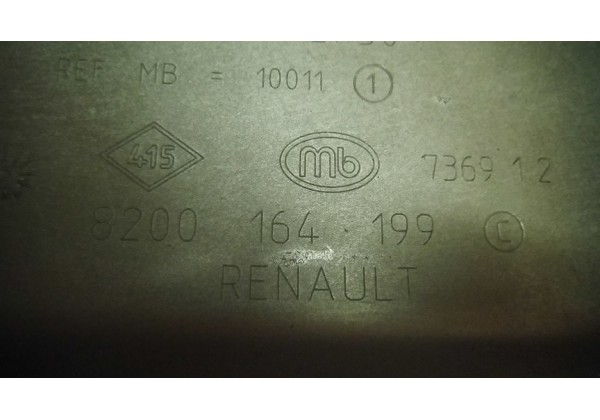 REF MB = 10011 1
415 mb 7369 1 2
8200 164 199 C
RENAULT